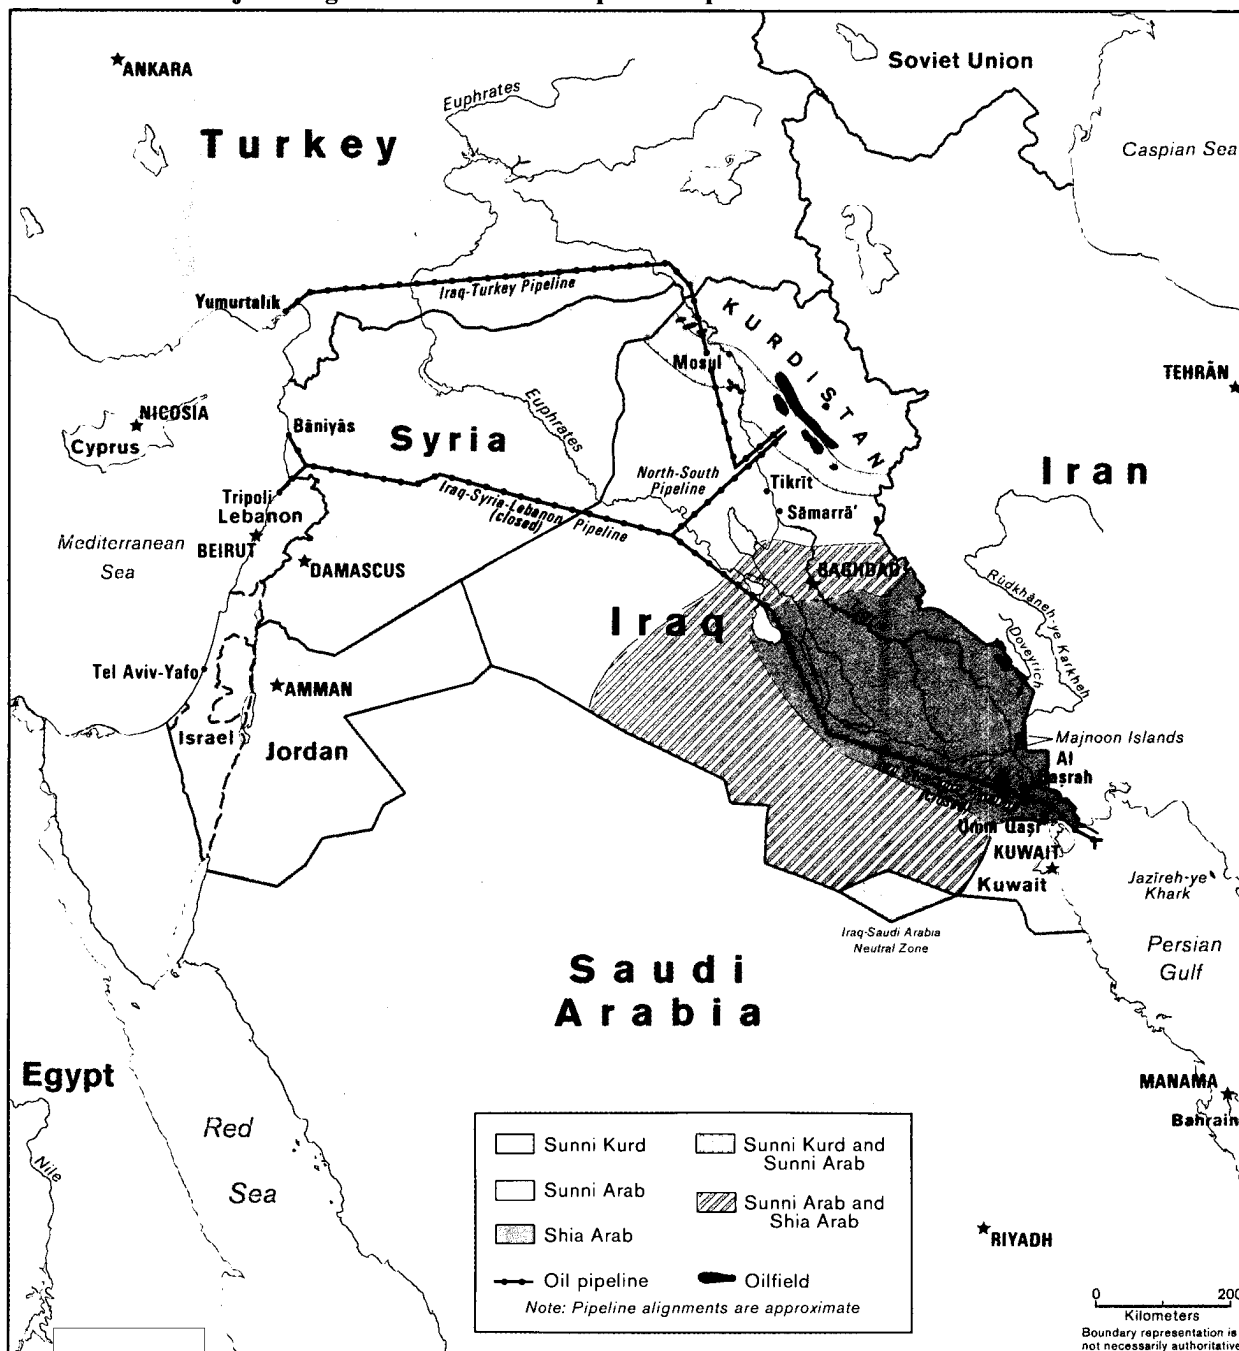 Soviet Union
ANKARA
Euphrates
Turkey
Caspian Sea
Iraq-Turkey Pipeline
Yumurtalık
KURDISTAN
Mosul
TEHRĀN
NICOSIA
Cyprus
Bāniyās
Syria
Euphrates
Iran
North-South
Pipeline
Tikrīt
Tripoli
Lebanon
Iraq-Syria-Lebanon Pipeline
(closed)
Sāmarrā'
Mediterranean
Sea
BEIRUT
DAMASCUS
BAGHDAD
Rūdkhāneh-ye Karkheh
Doveyrich
Iraq
Tel Aviv-Yafo
AMMAN
Israel
Jordan
Majnoon Islands
Al
Başrah
Umm Qaşr
KUWAIT
Kuwait
Jazīreh-ye
Khark
Iraq-Saudi Arabia
Neutral Zone
Persian
Gulf
Saudi
Arabia
Egypt
MANAMA
Bahrain
Red
Sea
Nile
Sunni Kurd
Sunni Kurd and
Sunni Arab
Sunni Arab
Sunni Arab and
Shia Arab
Shia Arab
Oil pipeline
Oilfield
Note: Pipeline alignments are approximate
RIYADH
0 200
Kilometers
Boundary representation is
not necessarily authoritative